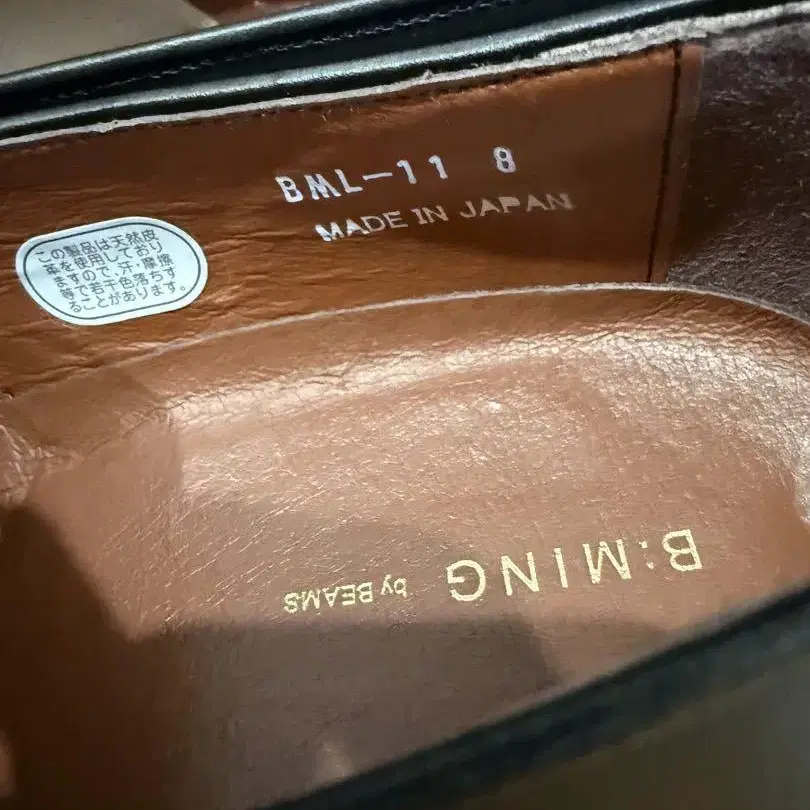 BML-11 8
MADE IN JAPAN
この製品は天然皮
革を使用しており
ますので、汗・摩擦
等で若干色落ちす
ることがあります。
B:MING by BEAMS